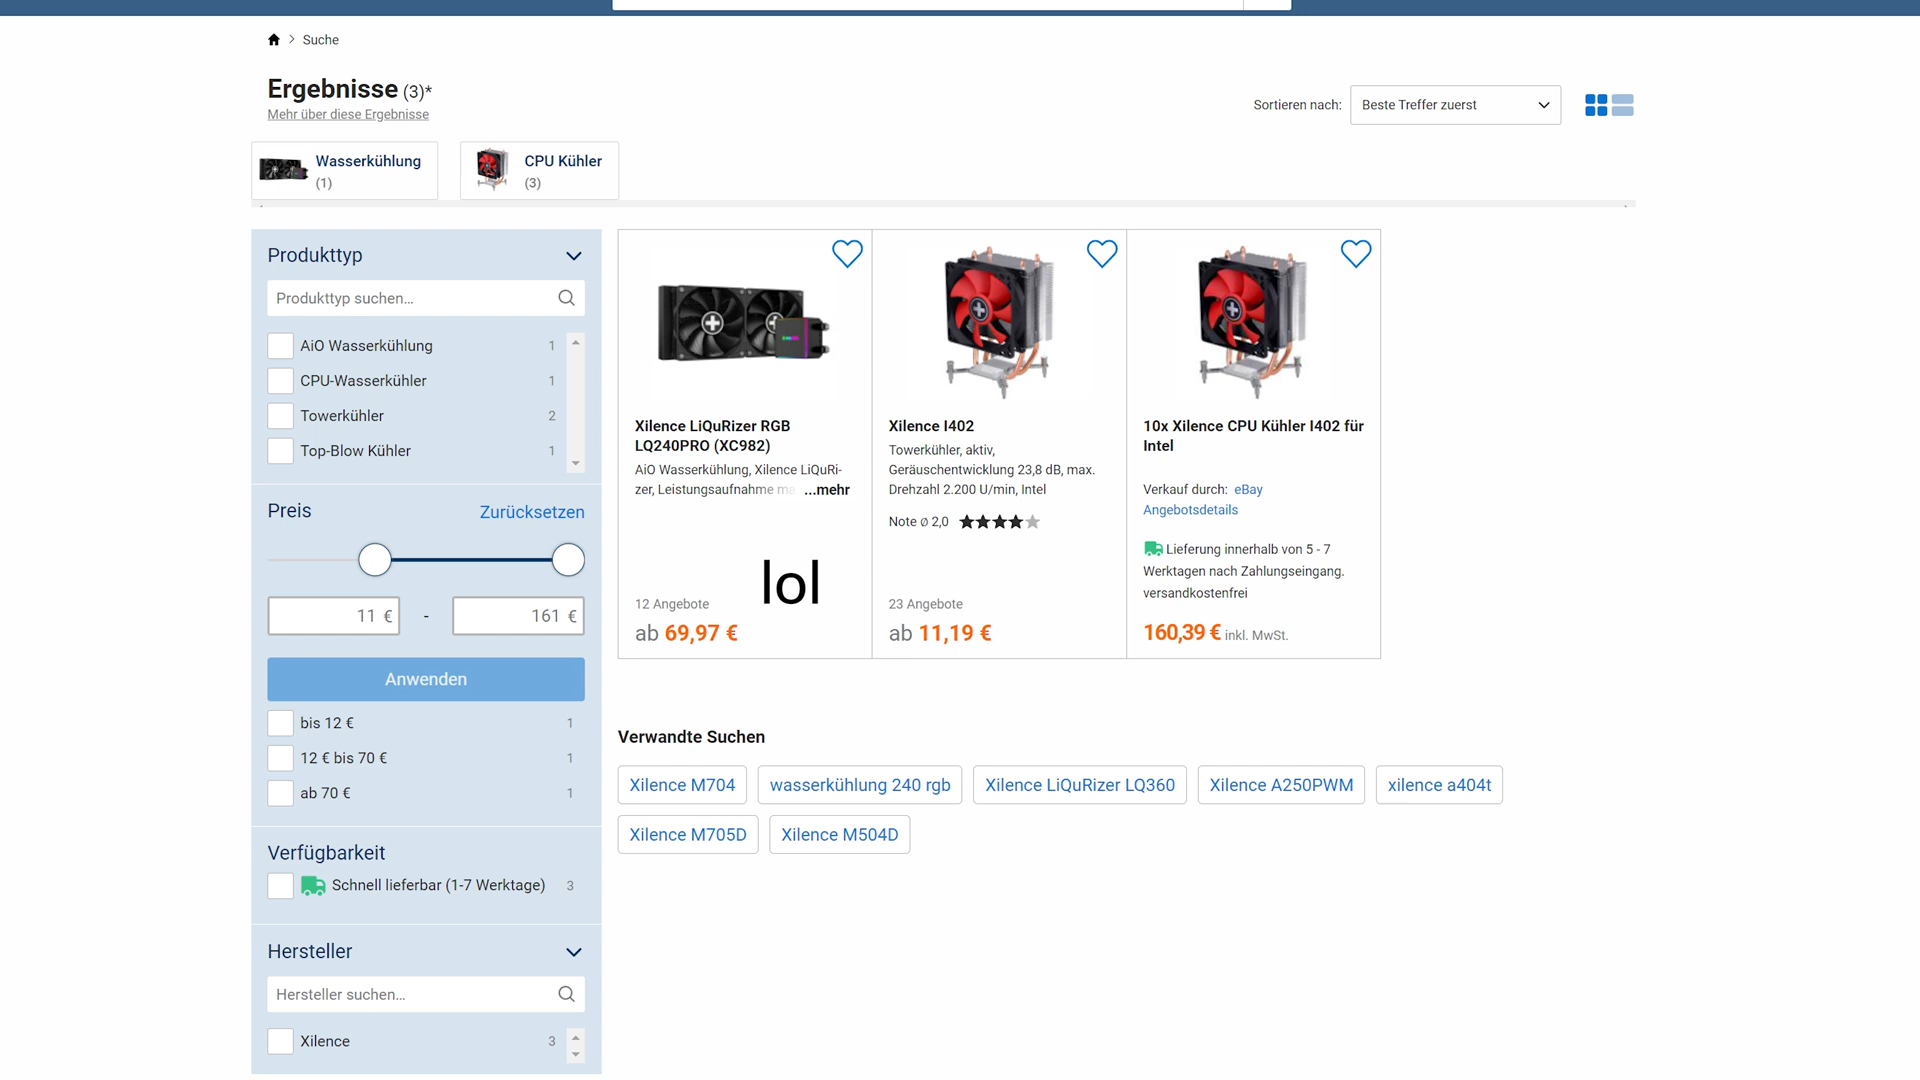 Suche
Ergebnisse (3)*
Mehr über diese Ergebnisse
Sortieren nach:
Beste Treffer zuerst
Wasserkühlung
(1)
CPU Kühler
(3)
Produkttyp
Produkttyp suchen...
AiO Wasserkühlung 1
CPU-Wasserkühler 1
Towerkühler 2
Top-Blow Kühler 1
Preis
Zurücksetzen
11 €
-
161 €
Anwenden
bis 12 € 1
12 € bis 70 € 1
ab 70 € 1
Verfügbarkeit
Schnell lieferbar (1-7 Werktage) 3
Hersteller
Hersteller suchen...
Xilence 3
Xilence LiQuRizer RGB
LQ240PRO (XC982)
AiO Wasserkühlung, Xilence LiQuRi-
zer, Leistungsaufnahme ma ...mehr
lol
12 Angebote
ab 69,97 €
Xilence I402
Towerkühler, aktiv,
Geräuschentwicklung 23,8 dB, max.
Drehzahl 2.200 U/min, Intel
Note ∅ 2,0
23 Angebote
ab 11,19 €
10x Xilence CPU Kühler I402 für
Intel
Verkauf durch: eBay
Angebotsdetails
Lieferung innerhalb von 5 - 7
Werktagen nach Zahlungseingang.
versandkostenfrei
160,39 € inkl. MwSt.
Verwandte Suchen
Xilence M704
wasserkühlung 240 rgb
Xilence LiQuRizer LQ360
Xilence A250PWM
xilence a404t
Xilence M705D
Xilence M504D